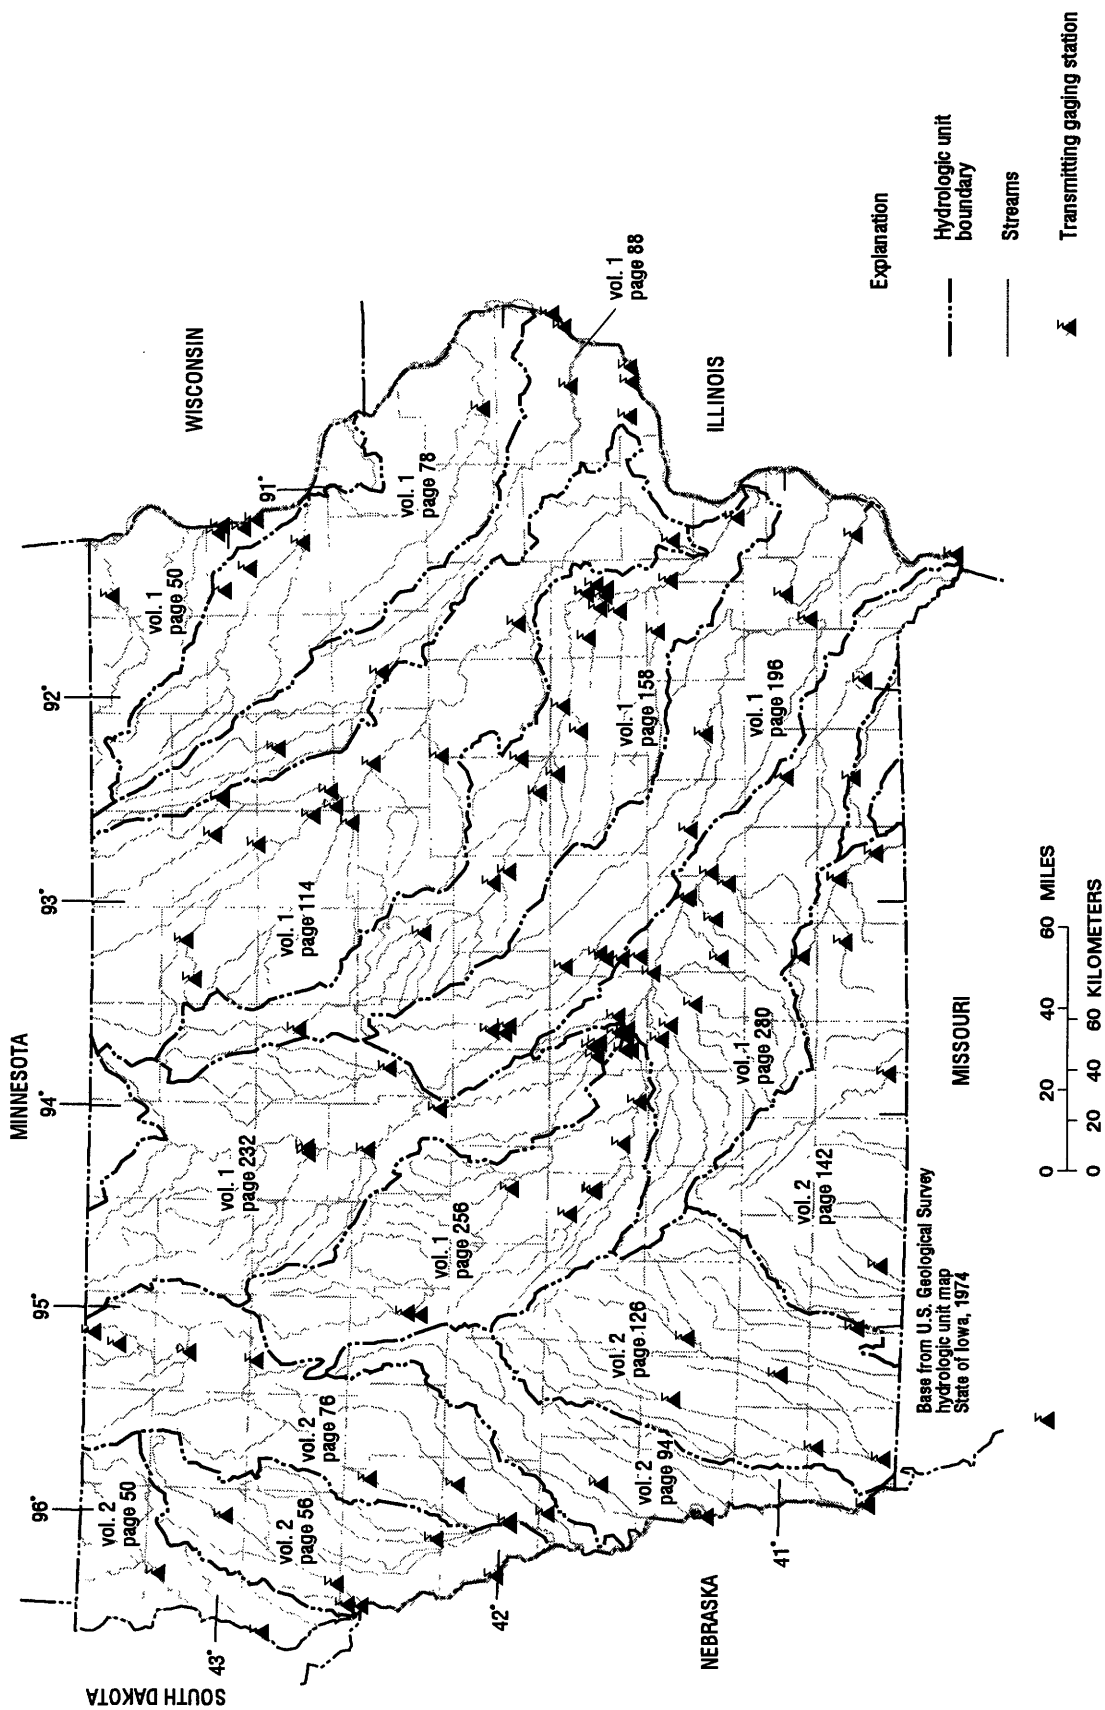 SOUTH DAKOTA
MINNESOTA
WISCONSIN
NEBRASKA
MISSOURI
ILLINOIS
96°
95°
94°
93°
92°
91°
43°
42°
41°
vol. 2
page 50
vol. 2
page 56
vol. 2
page 76
vol. 2
page 94
vol. 2
page 126
vol. 2
page 142
vol. 1
page 232
vol. 1
page 256
vol. 1
page 280
vol. 1
page 114
vol. 1
page 158
vol. 1
page 196
vol. 1
page 50
vol. 1
page 78
vol. 1
page 88
Base from U.S. Geological Survey
hydrologic unit map
State of Iowa, 1974
0 20 40 60 MILES
0 20 40 60 KILOMETERS
Explanation
Hydrologic unit
boundary
Streams
Transmitting gaging station